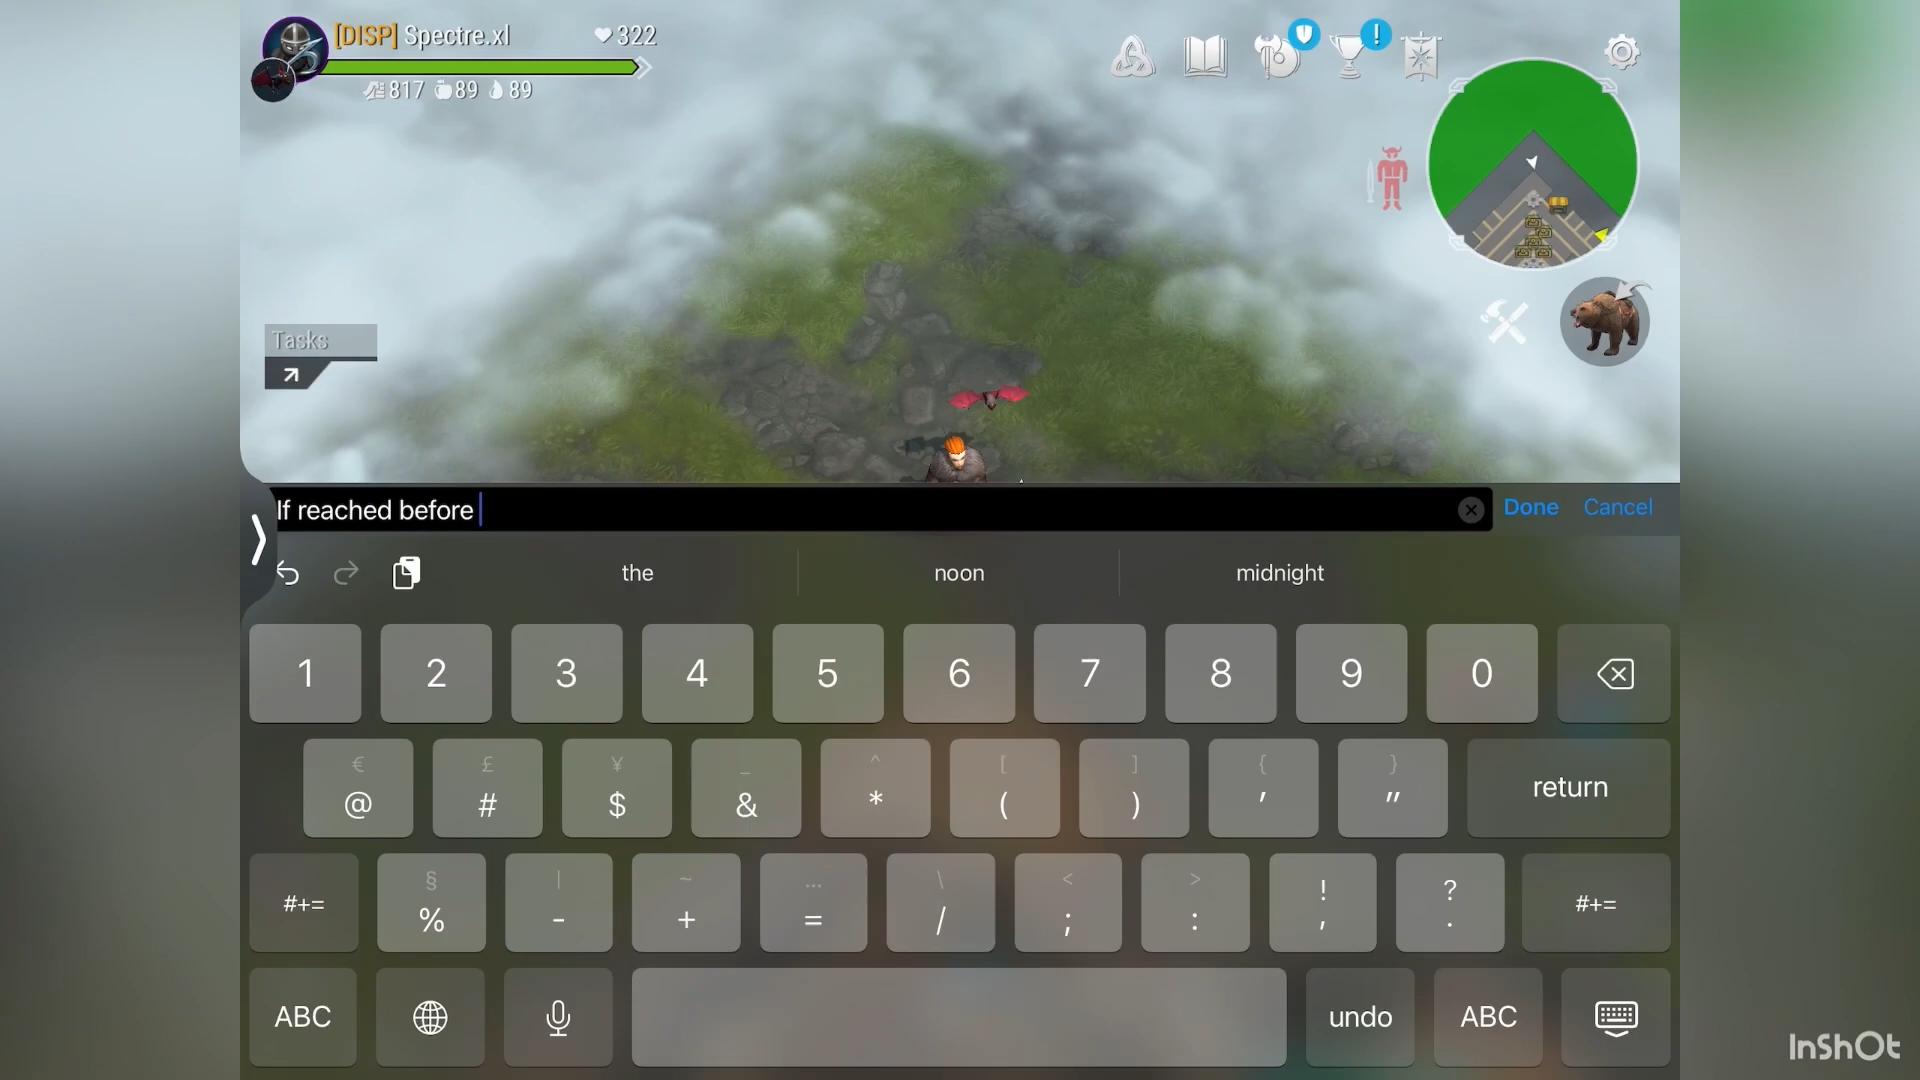 [DISP] Spectre.xl 322
817 89 89
!
Tasks
If reached before
Done Cancel
the noon midnight
1 2 3 4 5 6 7 8 9 0
€ £ ¥ _ ^ [ ] { }
@ # $ & * ( ) ' " return
§ | ~ … \ < > ! ?
#+= % - + = / ; : , . #+=
ABC undo ABC
InShOt